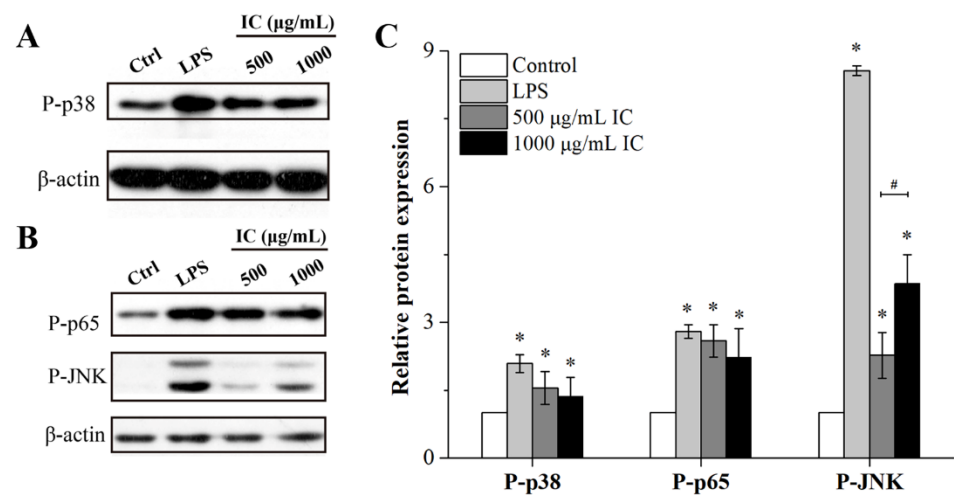 A
IC (μg/mL)
Ctrl LPS 500 1000
P-p38
β-actin
B
IC (μg/mL)
Ctrl LPS 500 1000
P-p65
P-JNK
β-actin
C
Relative protein expression
9
6
3
0
Control
LPS
500 μg/mL IC
1000 μg/mL IC
* * *
* * *
* * *
#
P-p38 P-p65 P-JNK